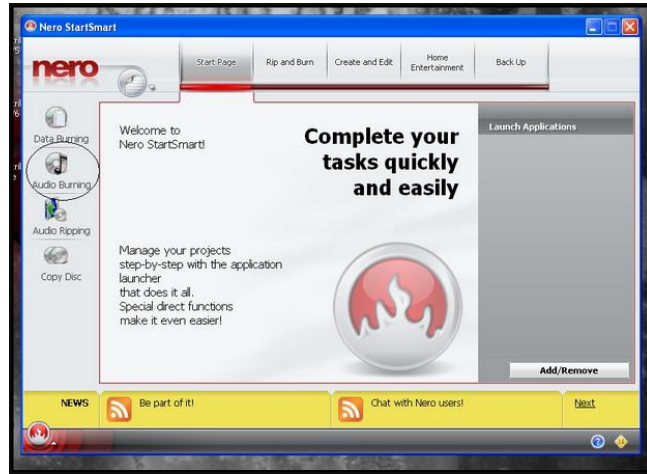 Nero StartSmart
nero
Start Page
Rip and Burn
Create and Edit
Home
Entertainment
Back Up
Data Burning
Audio Burning
Audio Ripping
Copy Disc
Welcome to
Nero StartSmart!
Complete your
tasks quickly
and easily
Manage your projects
step-by-step with the application
launcher
that does it all.
Special direct functions
make it even easier!
Launch Applications
Add/Remove
NEWS
Be part of it!
Chat with Nero users!
Next